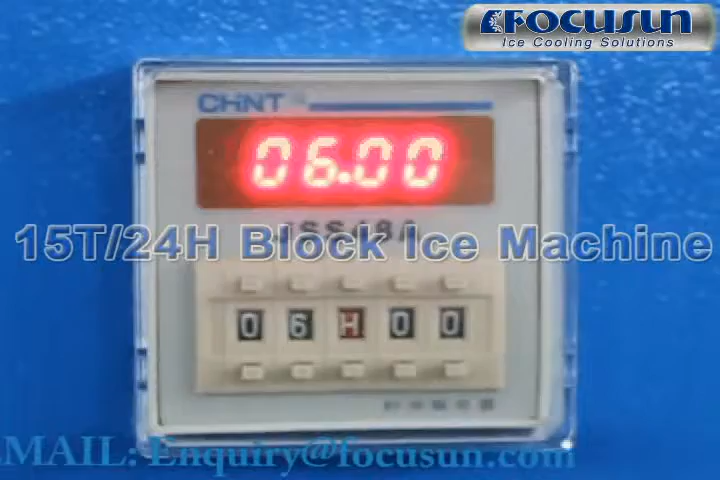 FOCUSUN
Ice Cooling Solutions
CHNT
06.00
JSS48A
15T/24H Block Ice Machine
0 6 H 0 0
MAIL: Enquiry@focusun.com